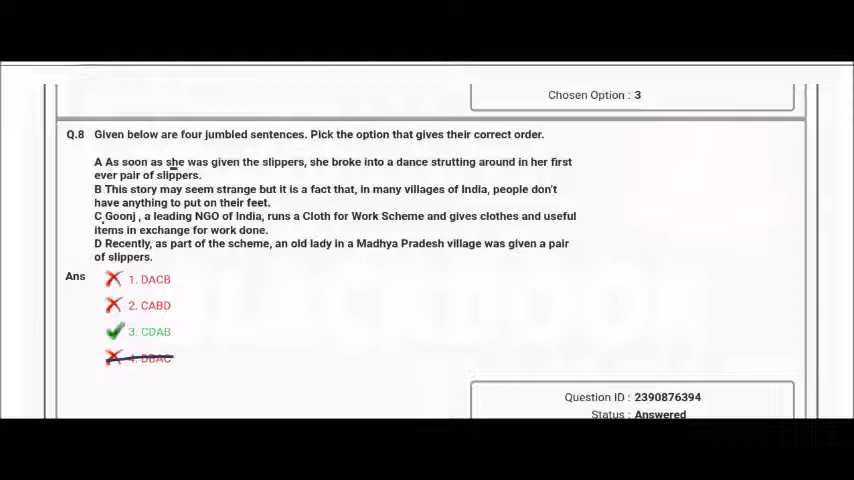 Chosen Option : 3
Q.8 Given below are four jumbled sentences. Pick the option that gives their correct order.
A As soon as she was given the slippers, she broke into a dance strutting around in her first
ever pair of slippers.
B This story may seem strange but it is a fact that, in many villages of India, people don't
have anything to put on their feet.
C Goonj , a leading NGO of India, runs a Cloth for Work Scheme and gives clothes and useful
items in exchange for work done.
D Recently, as part of the scheme, an old lady in a Madhya Pradesh village was given a pair
of slippers.
Ans
1. DACB
2. CABD
3. CDAB
4. DBAC
Question ID : 2390876394
Status : Answered